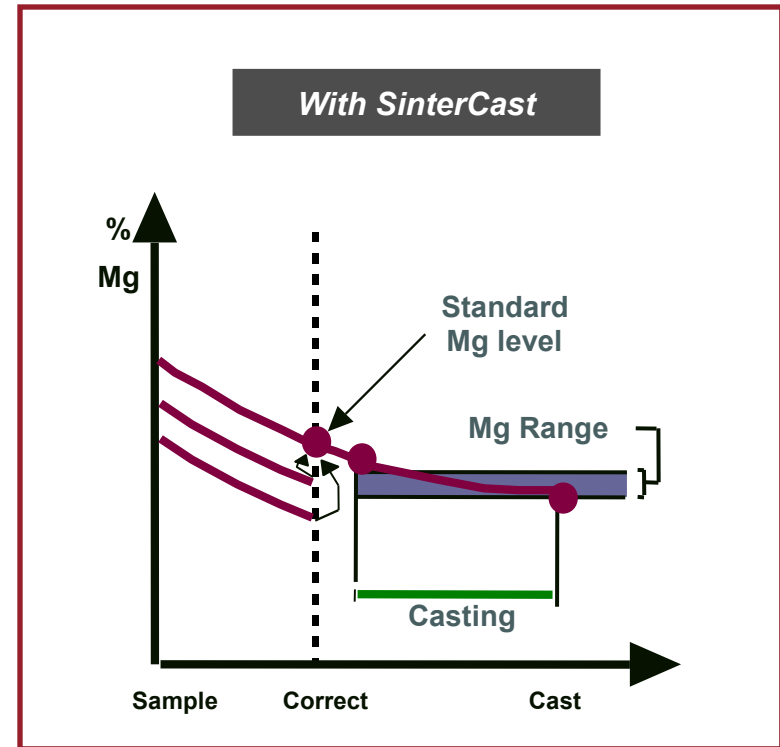 With SinterCast
%
Mg
Standard
Mg level
Mg Range
Casting
Sample
Correct
Cast